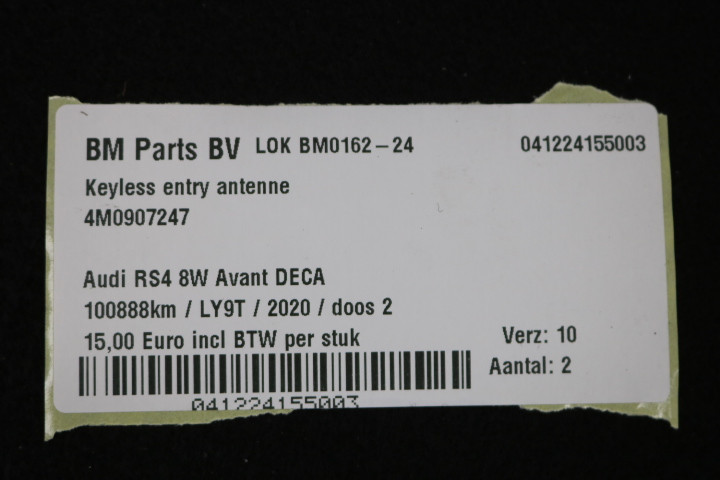 BM Parts BV LOK BM0162-24 041224155003
Keyless entry antenne
4M0907247
Audi RS4 8W Avant DECA
100888km / LY9T / 2020 / doos 2
15,00 Euro incl BTW per stuk Verz: 10
Aantal: 2
041224155003